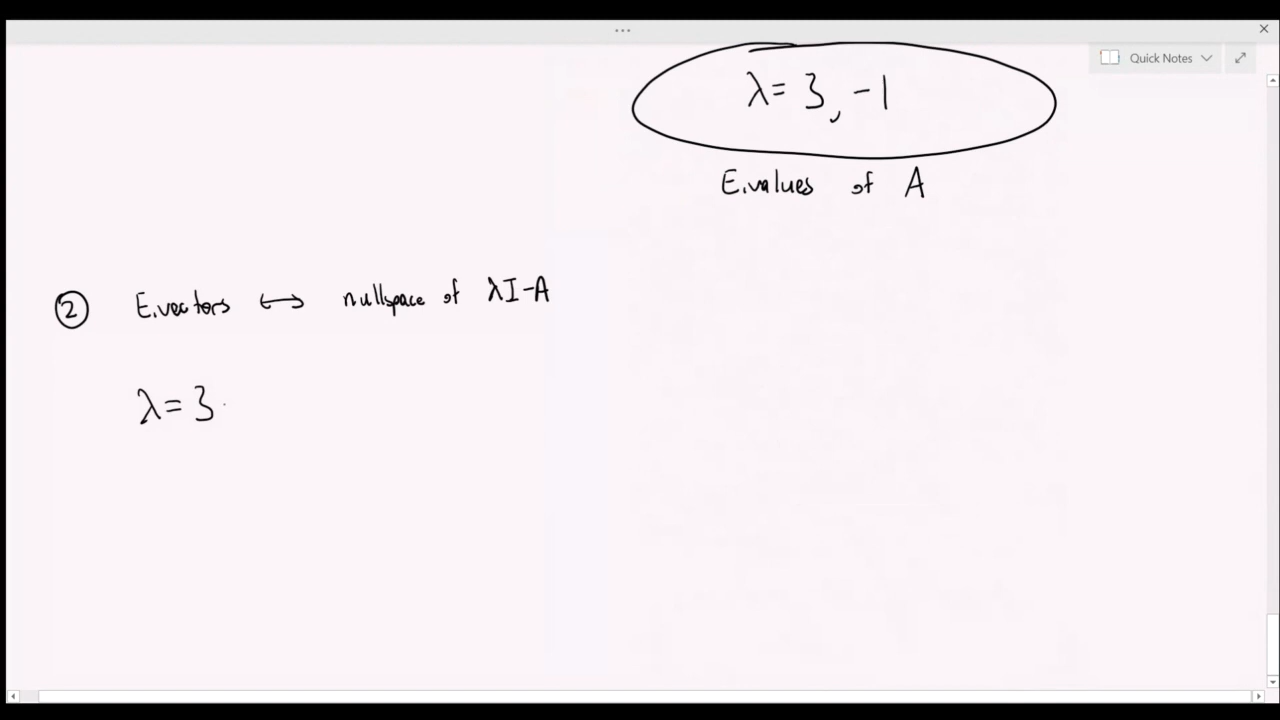 Quick Notes
λ = 3, -1
E.values of A
② E.vectors ↔ nullspace of λI-A
λ = 3